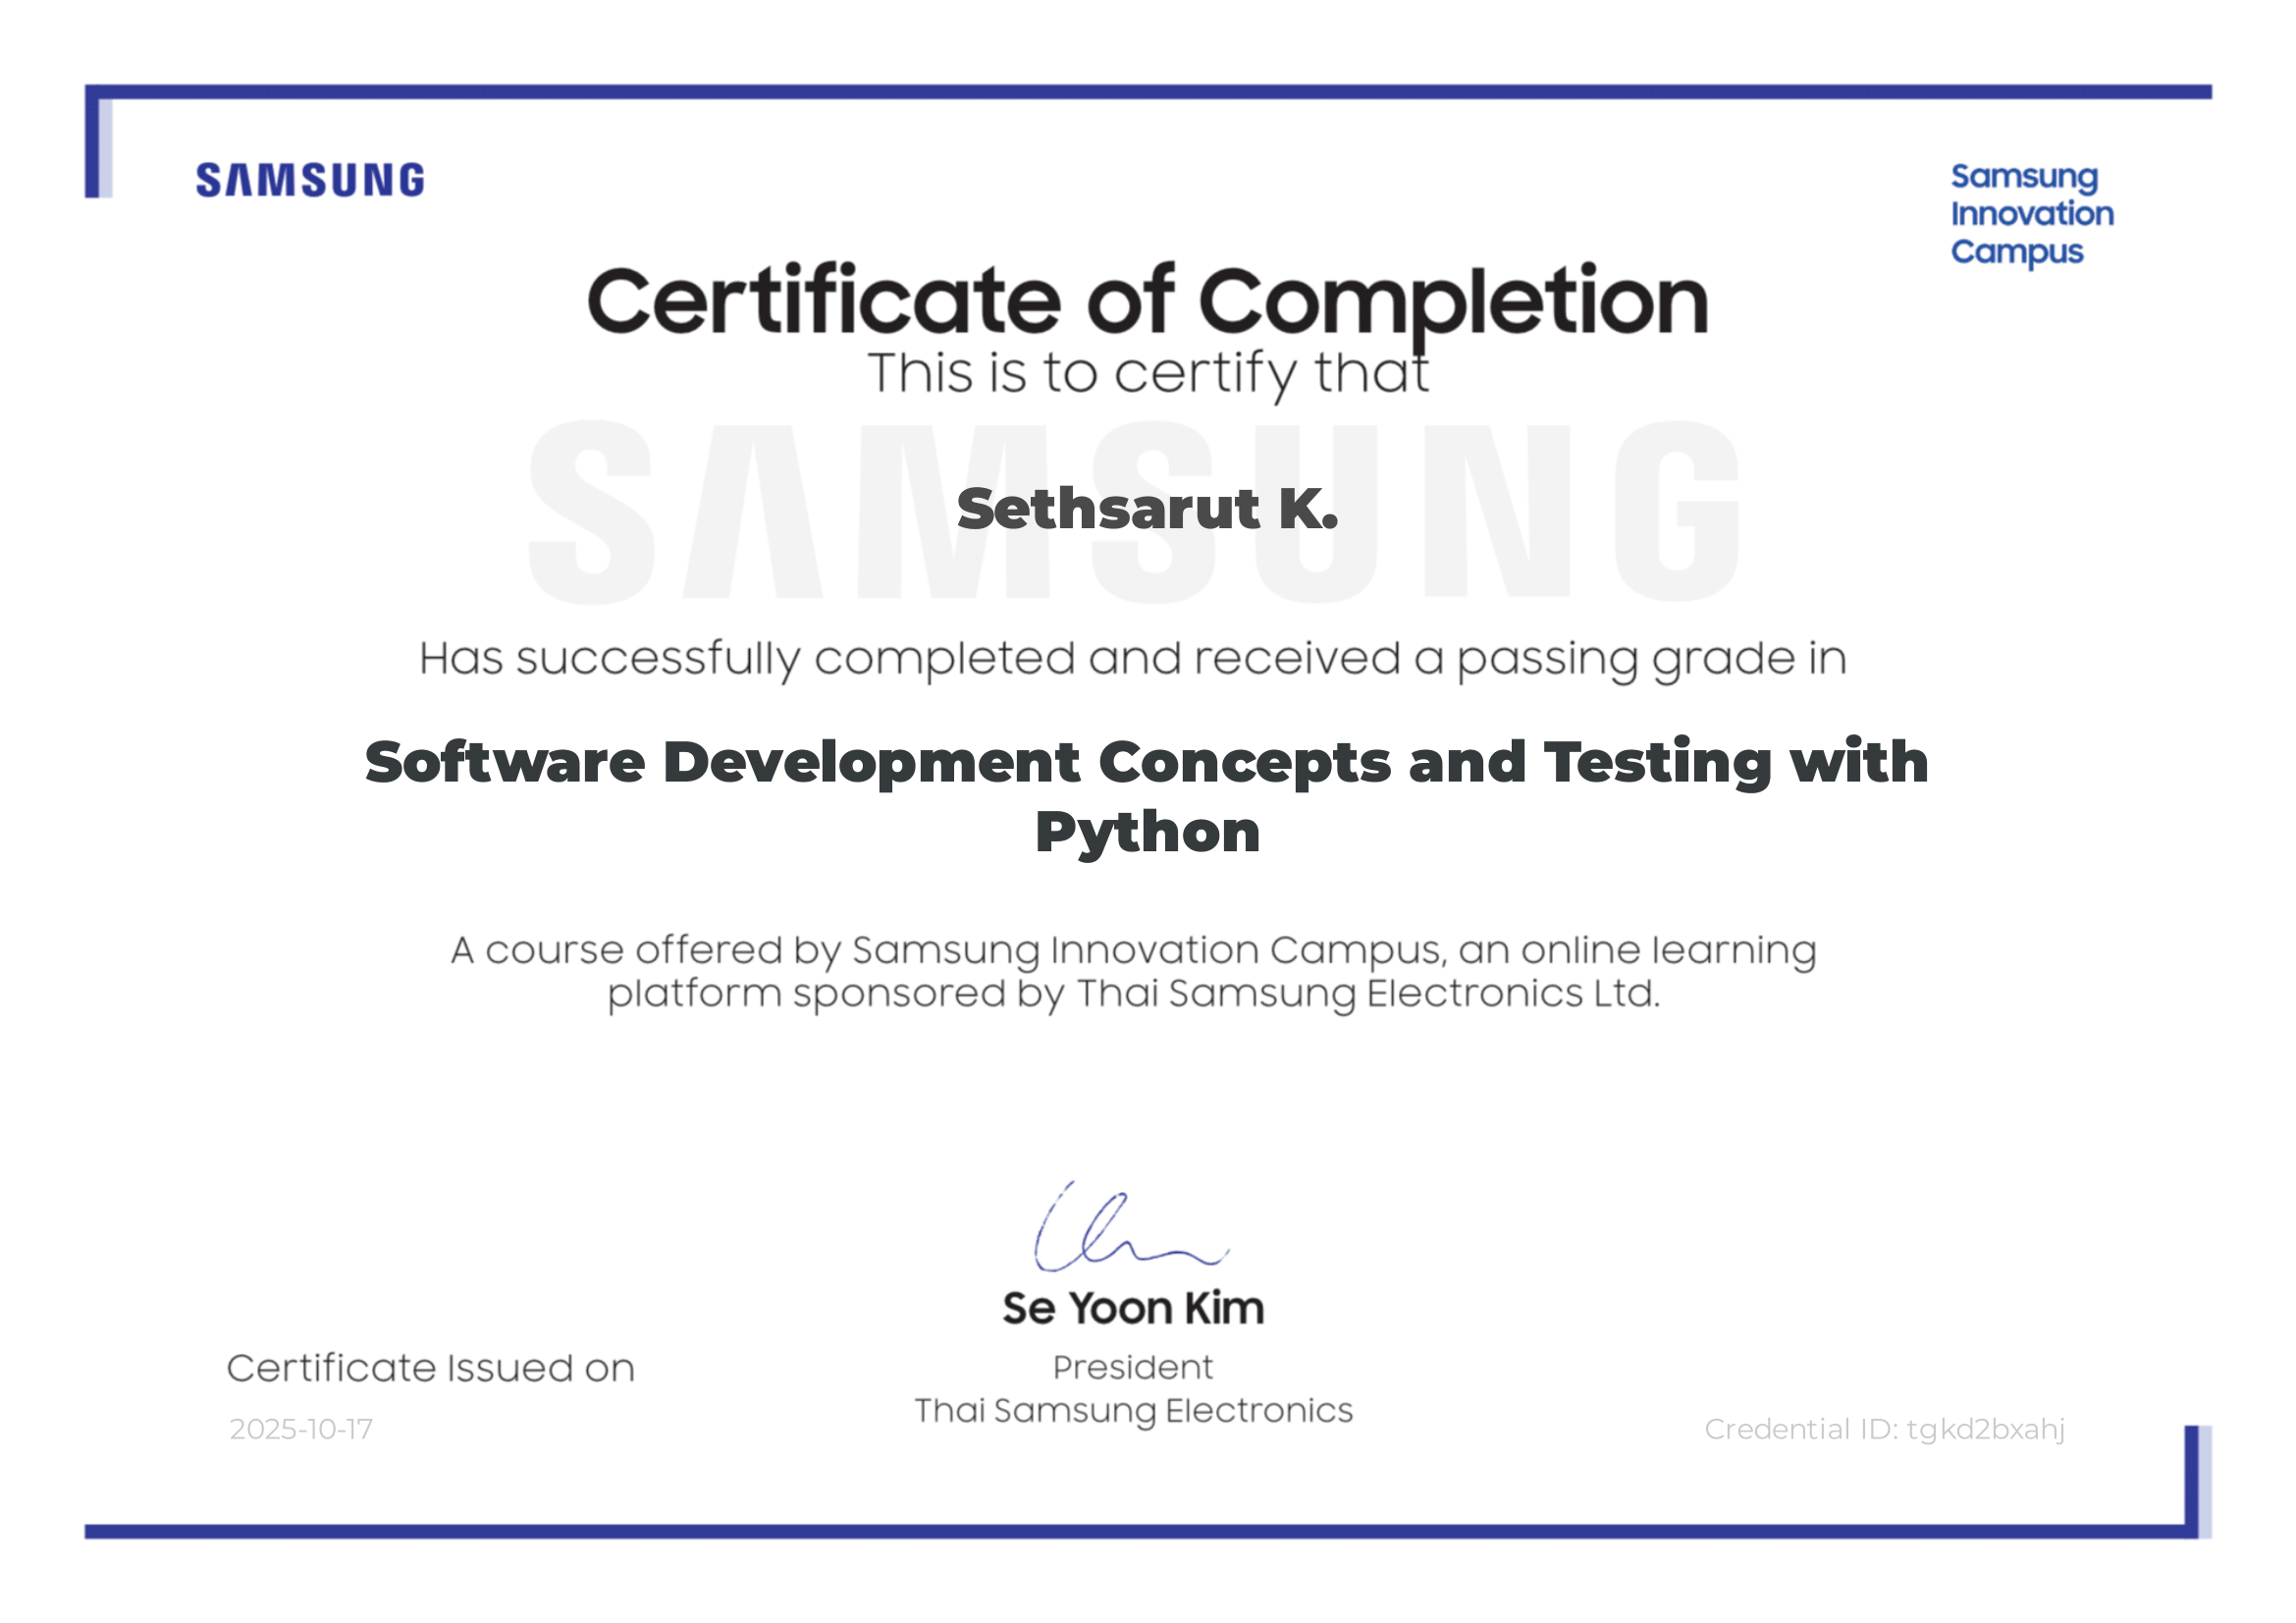 SAMSUNG
Samsung
Innovation
Campus
Certificate of Completion
This is to certify that
SAMSUNG
Sethsarut K.
Has successfully completed and received a passing grade in
Software Development Concepts and Testing with
Python
A course offered by Samsung Innovation Campus, an online learning
platform sponsored by Thai Samsung Electronics Ltd.
Se Yoon Kim
President
Thai Samsung Electronics
Certificate Issued on
2025-10-17
Credential ID: tgkd2bxahj